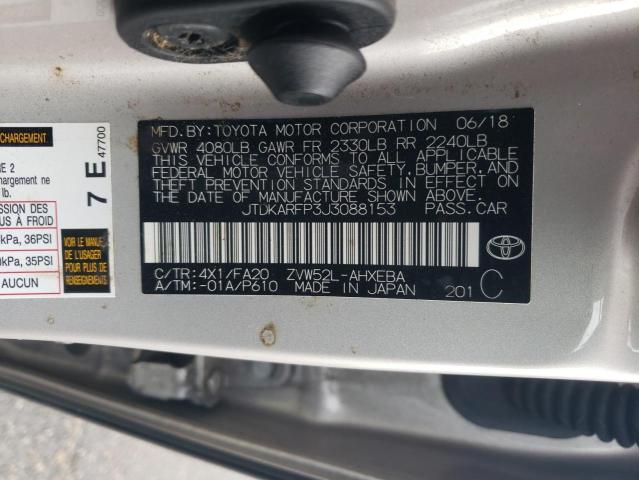 CHARGEMENT
NE 2
chargement ne
lb.
SSION DES
US À FROID
kPa, 36PSI
0kPa, 35PSI
AUCUN
VOIR LE MANUEL
DE L'USAGER
POUR PLUS DE
RENSEIGNEMENTS
7 E
47700
MFD. BY: TOYOTA MOTOR CORPORATION 06/18
GVWR 4080LB GAWR FR 2330LB RR 2240LB
THIS VEHICLE CONFORMS TO ALL APPLICABLE
FEDERAL MOTOR VEHICLE SAFETY, BUMPER, AND
THEFT PREVENTION STANDARDS IN EFFECT ON
THE DATE OF MANUFACTURE SHOWN ABOVE.
JTDKARFP3J3088153 PASS. CAR
C/TR: 4X1/FA20 ZVW52L-AHXEBA
A/TM: -01A/P610 MADE IN JAPAN 201 C